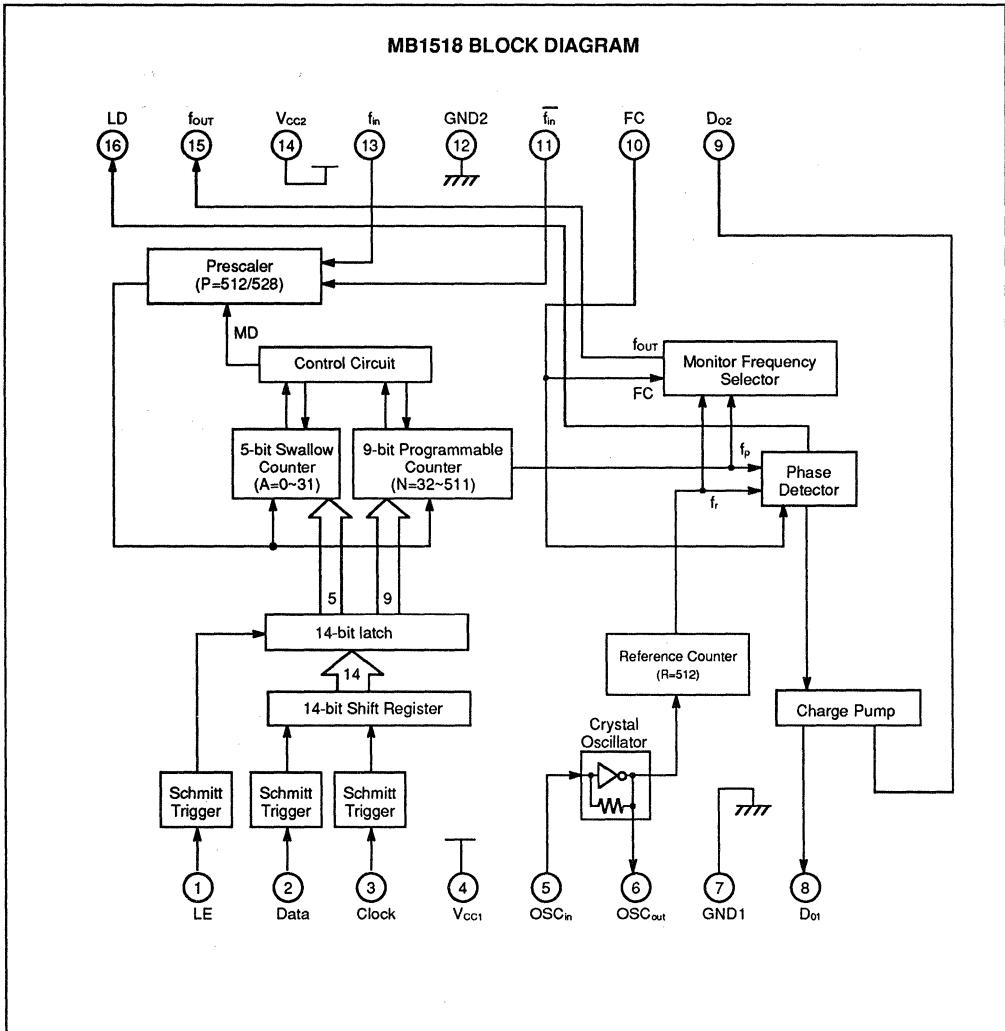 MB1518 BLOCK DIAGRAM
LD fOUT VCC2 fin GND2 f̅i̅n̅ FC DO2
16 15 14 13 12 11 10 9
Prescaler
(P=512/528)
MD
Control Circuit
fOUT
Monitor Frequency
Selector
FC
5-bit Swallow
Counter
(A=0~31)
9-bit Programmable
Counter
(N=32~511)
fp
Phase
Detector
fr
5 9
14-bit latch
14
14-bit Shift Register
Reference Counter
(R=512)
Charge Pump
Crystal
Oscillator
Schmitt
Trigger
Schmitt
Trigger
Schmitt
Trigger
1 2 3 4 5 6 7 8
LE Data Clock VCC1 OSCin OSCout GND1 D01